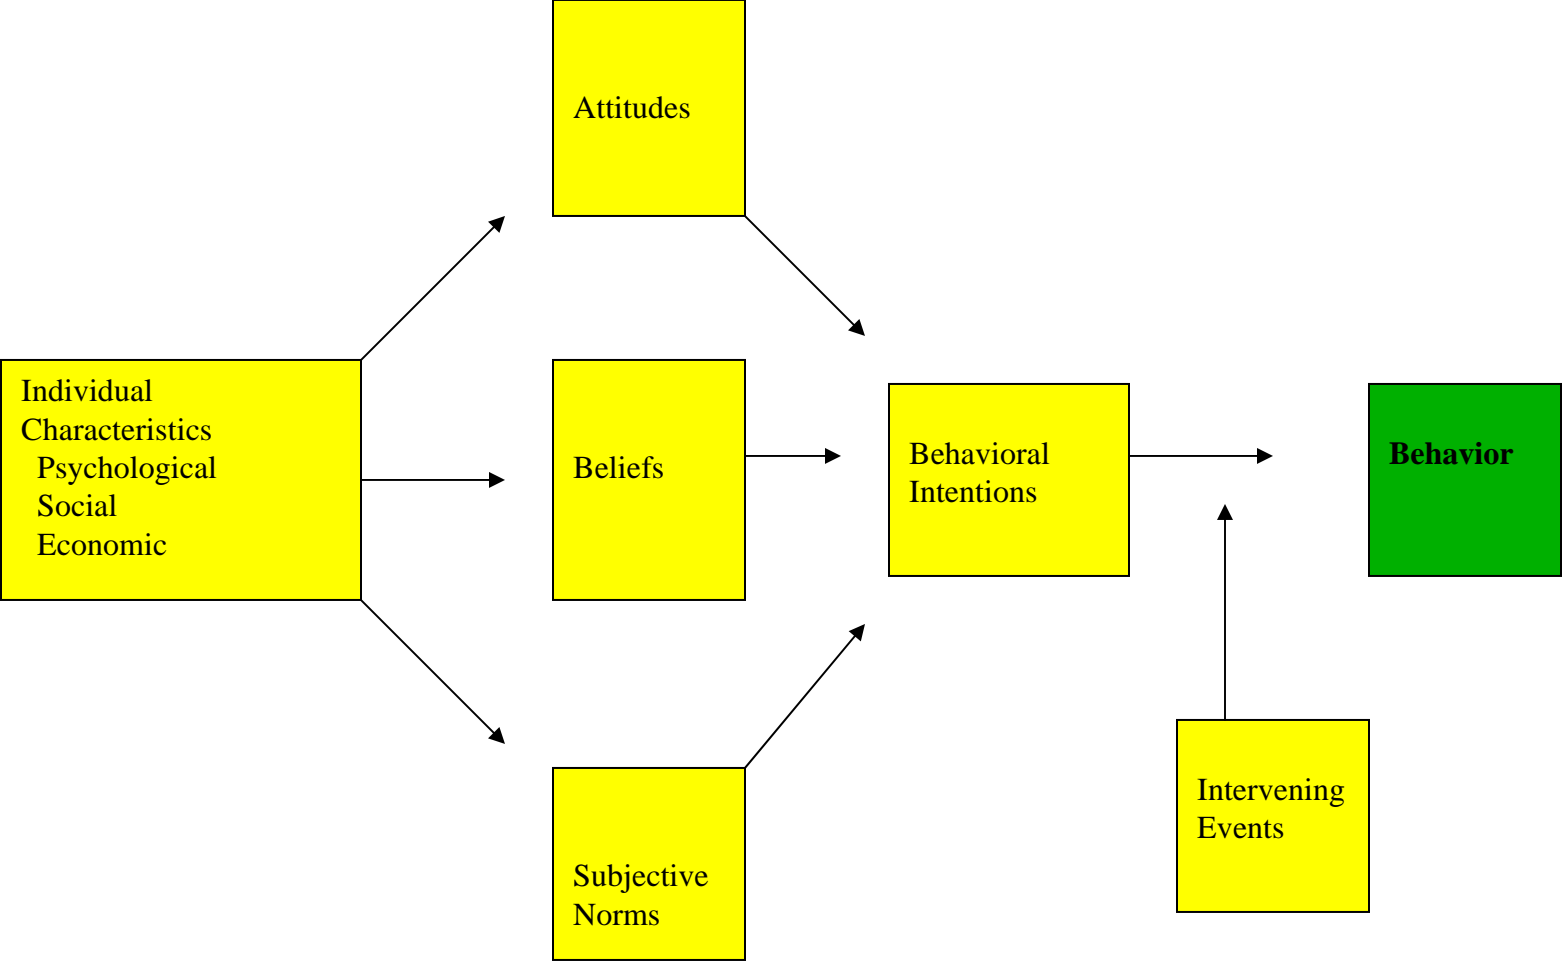 Attitudes
Individual
Characteristics
Psychological
Social
Economic
Beliefs
Behavioral
Intentions
Behavior
Subjective
Norms
Intervening
Events